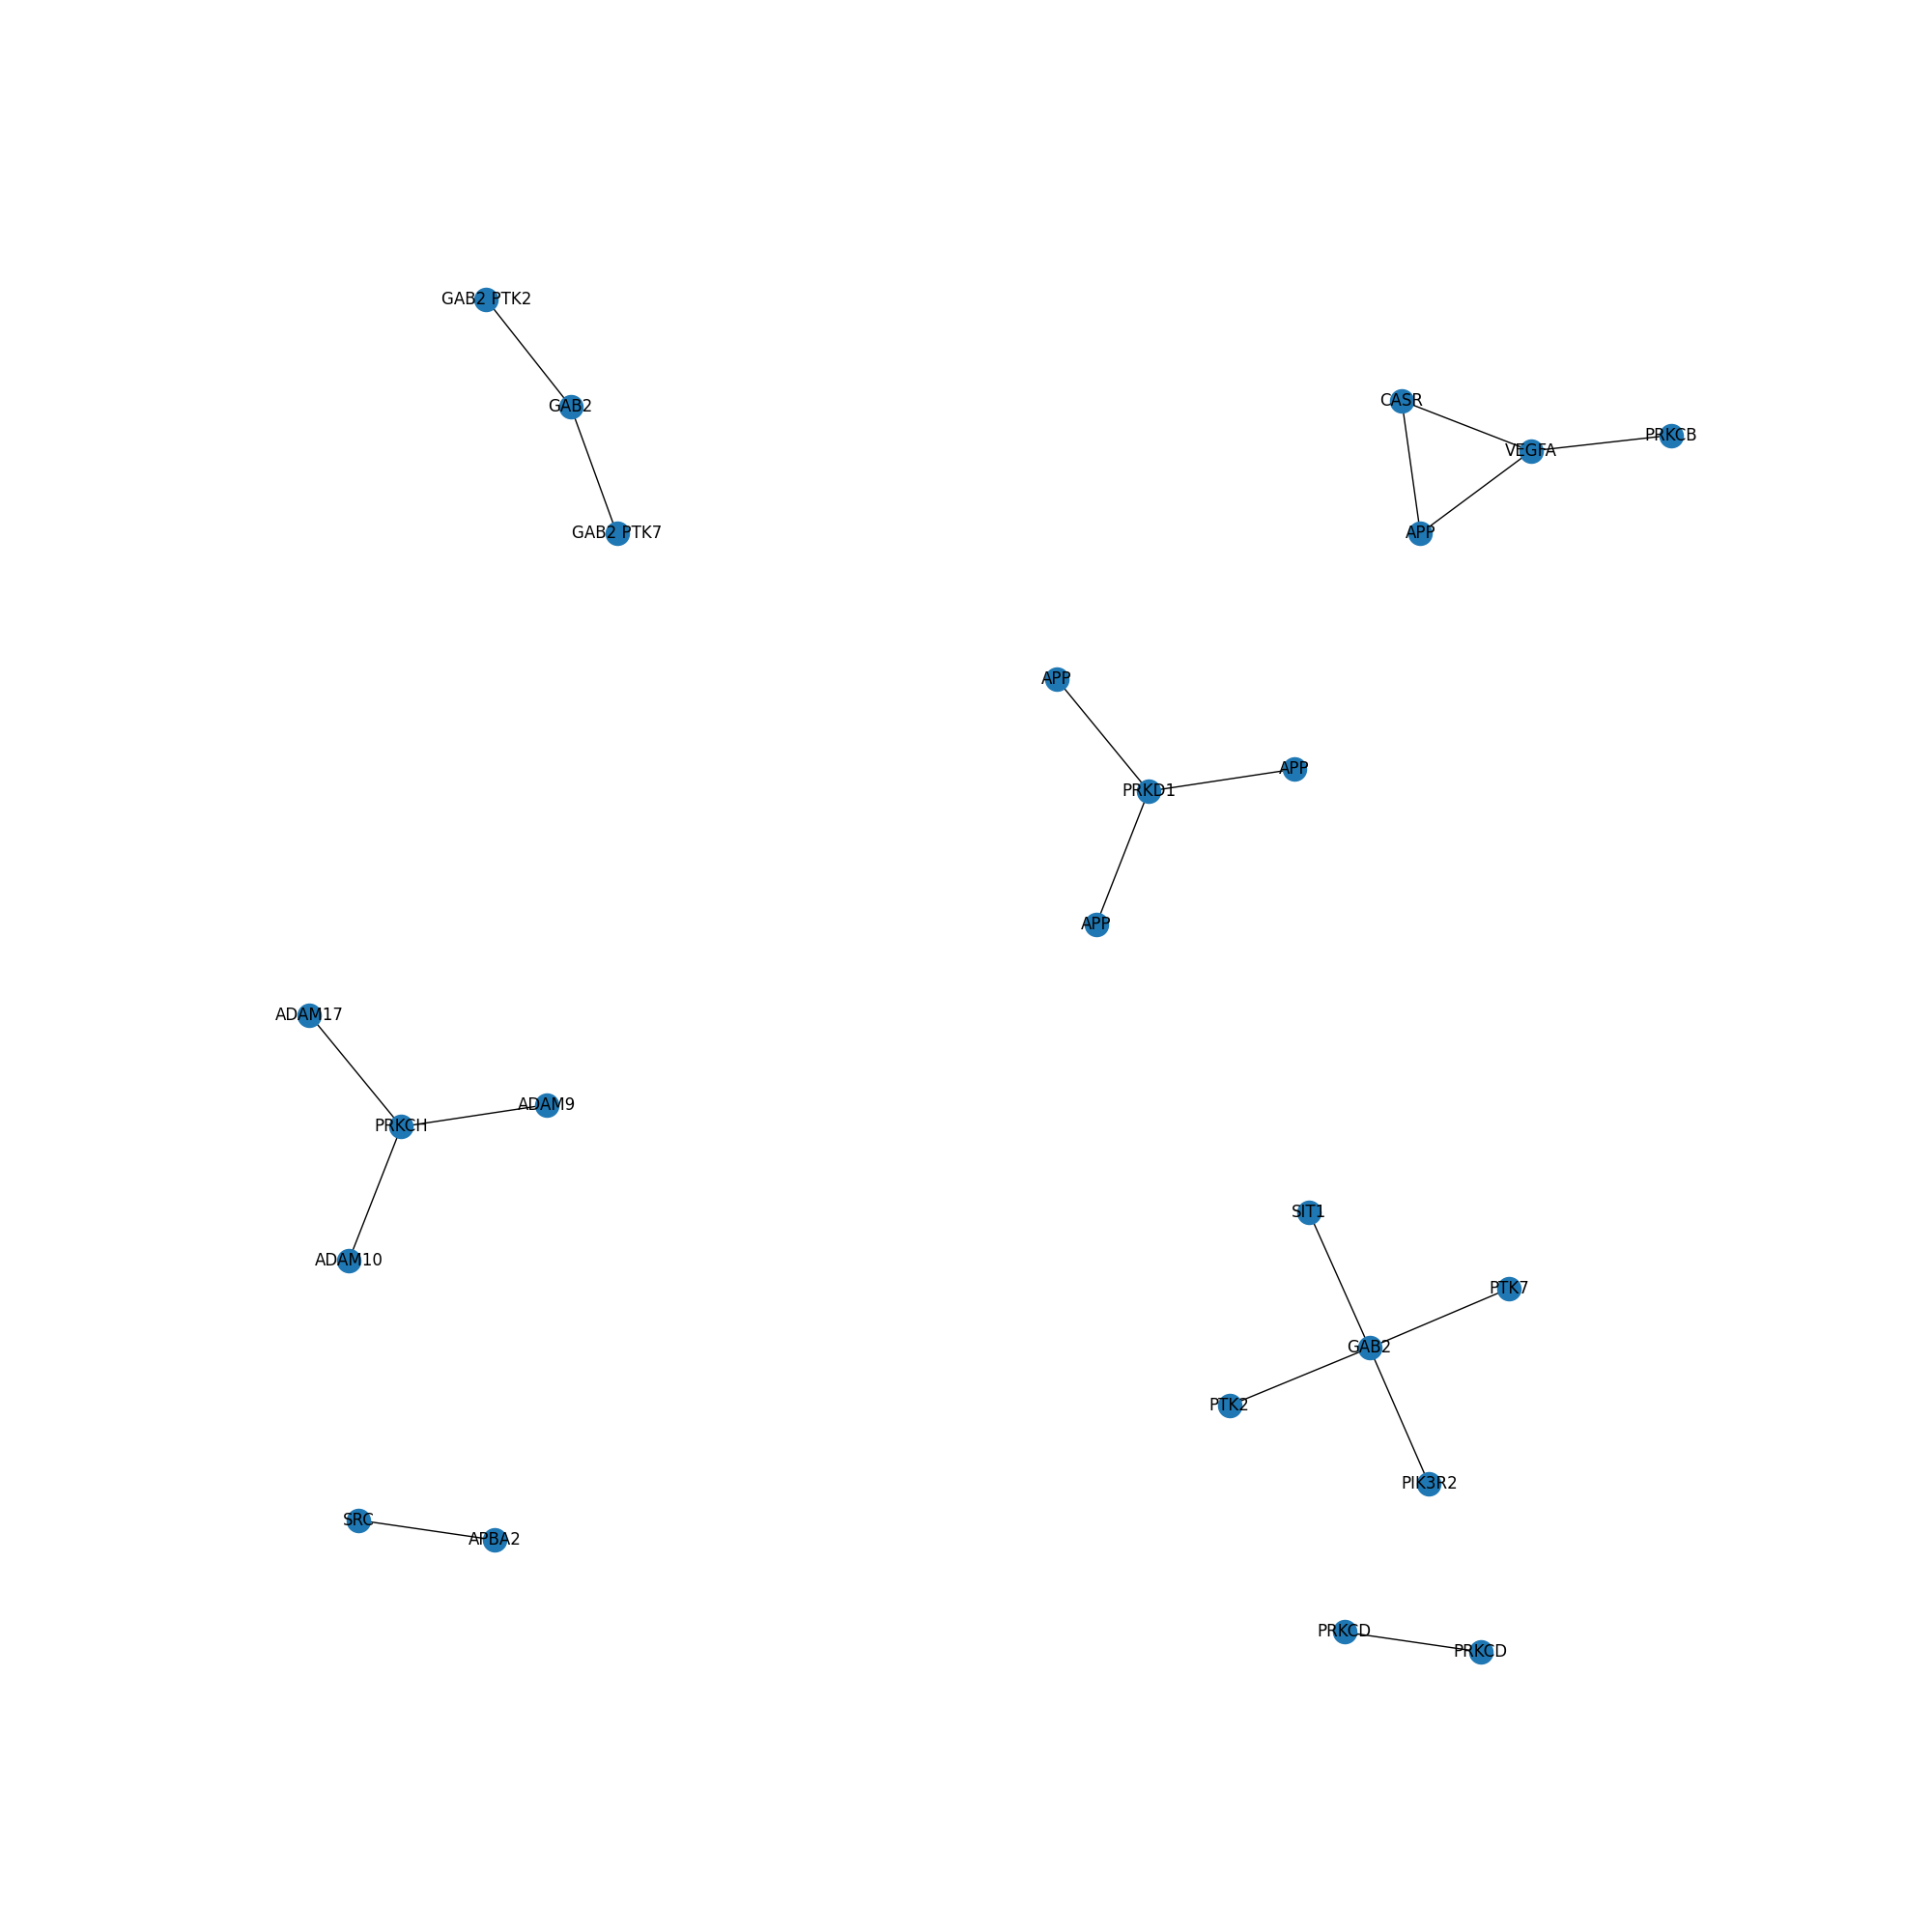 GAB2 PTK2
CASR
GAB2
PRKCB
VEGFA
GAB2 PTK7
APP
APP
APP
PRKD1
APP
ADAM17
ADAM9
PRKCH
SIT1
ADAM10
PTK7
GAB2
PTK2
PIK3R2
SRC
APBA2
PRKCD
PRKCD